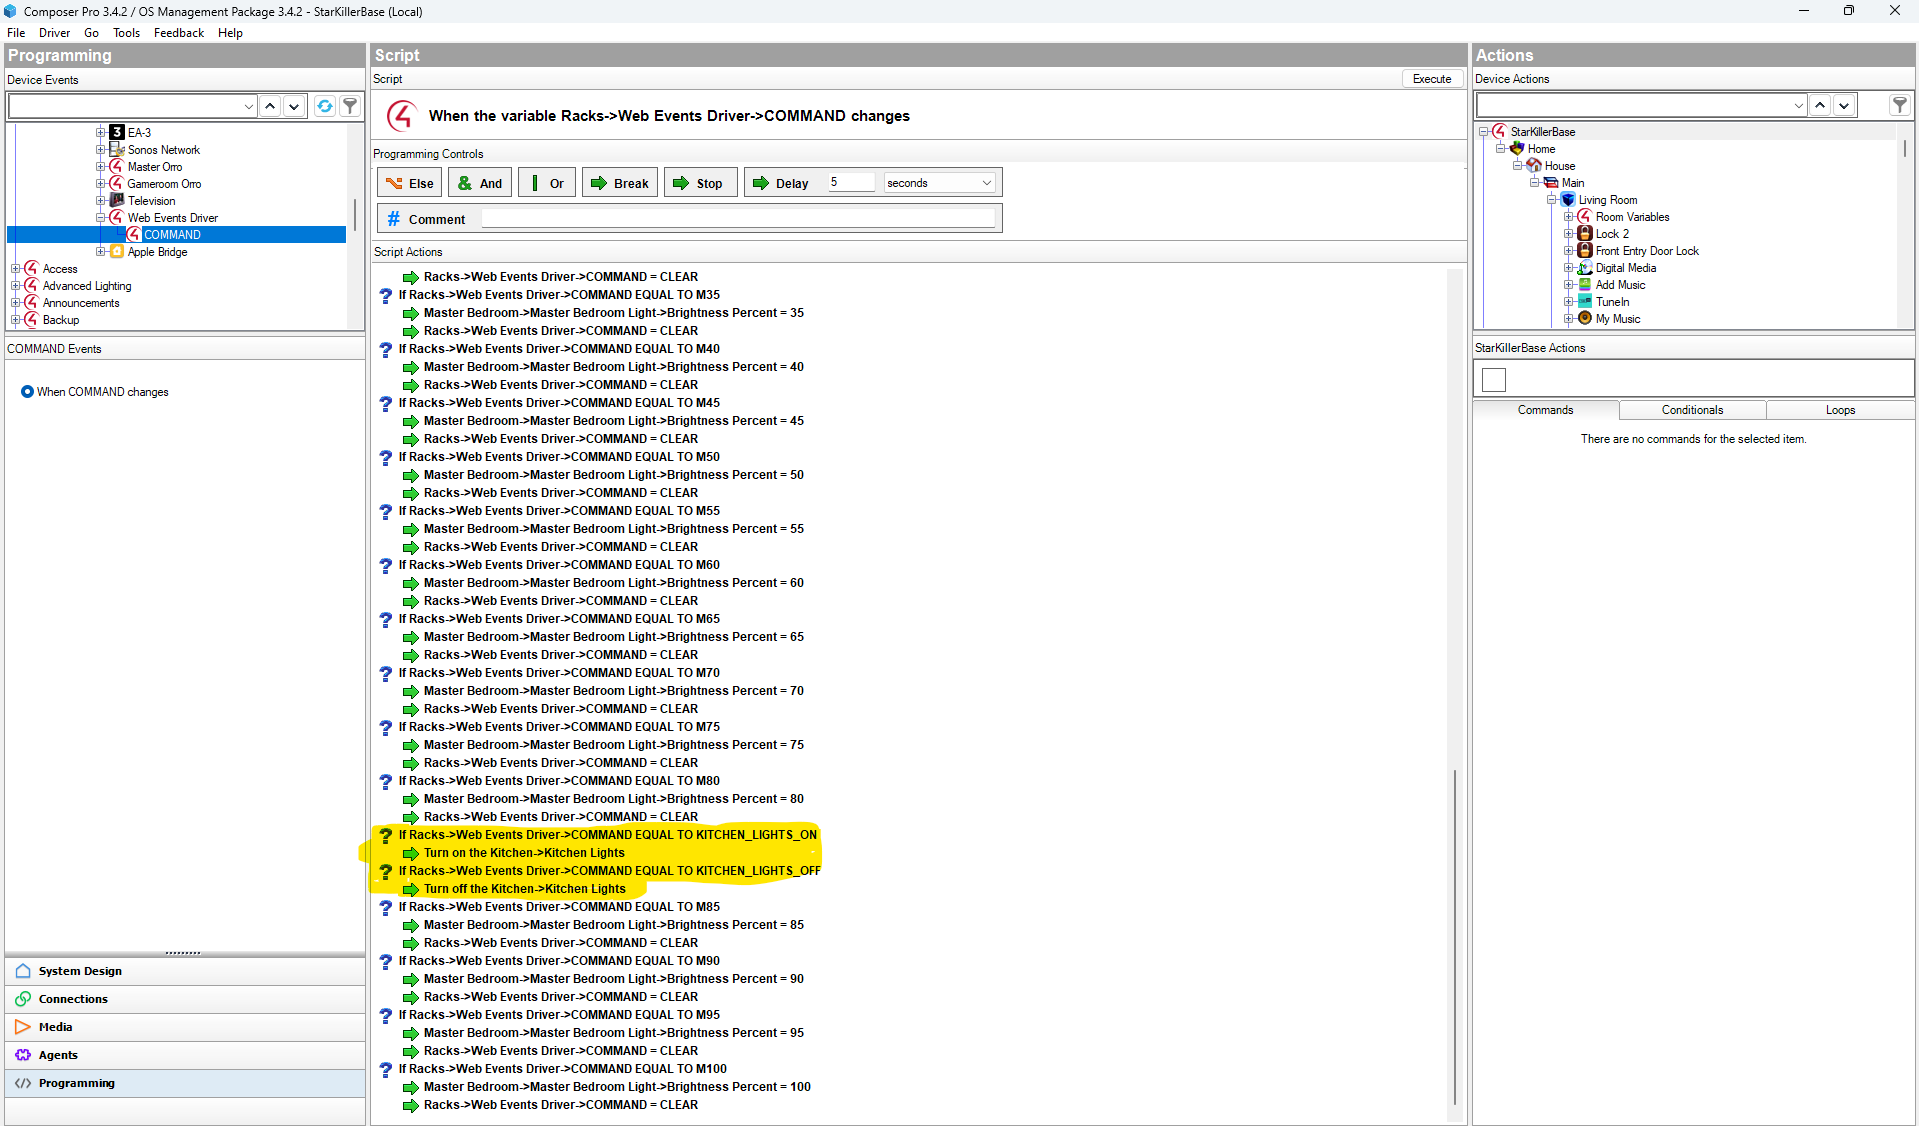 Composer Pro 3.4.2 / OS Management Package 3.4.2 - StarKillerBase (Local)
File Driver Go Tools Feedback Help
Programming
Device Events
EA-3
Sonos Network
Master Orro
Gameroom Orro
Television
Web Events Driver
COMMAND
Apple Bridge
Access
Advanced Lighting
Announcements
Backup
COMMAND Events
When COMMAND changes
System Design
Connections
Media
Agents
Programming
Script
Script
Execute
When the variable Racks->Web Events Driver->COMMAND changes
Programming Controls
Else And Or Break Stop Delay 5 seconds
# Comment
Script Actions
Racks->Web Events Driver->COMMAND = CLEAR
If Racks->Web Events Driver->COMMAND EQUAL TO M35
Master Bedroom->Master Bedroom Light->Brightness Percent = 35
Racks->Web Events Driver->COMMAND = CLEAR
If Racks->Web Events Driver->COMMAND EQUAL TO M40
Master Bedroom->Master Bedroom Light->Brightness Percent = 40
Racks->Web Events Driver->COMMAND = CLEAR
If Racks->Web Events Driver->COMMAND EQUAL TO M45
Master Bedroom->Master Bedroom Light->Brightness Percent = 45
Racks->Web Events Driver->COMMAND = CLEAR
If Racks->Web Events Driver->COMMAND EQUAL TO M50
Master Bedroom->Master Bedroom Light->Brightness Percent = 50
Racks->Web Events Driver->COMMAND = CLEAR
If Racks->Web Events Driver->COMMAND EQUAL TO M55
Master Bedroom->Master Bedroom Light->Brightness Percent = 55
Racks->Web Events Driver->COMMAND = CLEAR
If Racks->Web Events Driver->COMMAND EQUAL TO M60
Master Bedroom->Master Bedroom Light->Brightness Percent = 60
Racks->Web Events Driver->COMMAND = CLEAR
If Racks->Web Events Driver->COMMAND EQUAL TO M65
Master Bedroom->Master Bedroom Light->Brightness Percent = 65
Racks->Web Events Driver->COMMAND = CLEAR
If Racks->Web Events Driver->COMMAND EQUAL TO M70
Master Bedroom->Master Bedroom Light->Brightness Percent = 70
Racks->Web Events Driver->COMMAND = CLEAR
If Racks->Web Events Driver->COMMAND EQUAL TO M75
Master Bedroom->Master Bedroom Light->Brightness Percent = 75
Racks->Web Events Driver->COMMAND = CLEAR
If Racks->Web Events Driver->COMMAND EQUAL TO M80
Master Bedroom->Master Bedroom Light->Brightness Percent = 80
Racks->Web Events Driver->COMMAND = CLEAR
If Racks->Web Events Driver->COMMAND EQUAL TO KITCHEN_LIGHTS_ON
Turn on the Kitchen->Kitchen Lights
If Racks->Web Events Driver->COMMAND EQUAL TO KITCHEN_LIGHTS_OFF
Turn off the Kitchen->Kitchen Lights
If Racks->Web Events Driver->COMMAND EQUAL TO M85
Master Bedroom->Master Bedroom Light->Brightness Percent = 85
Racks->Web Events Driver->COMMAND = CLEAR
If Racks->Web Events Driver->COMMAND EQUAL TO M90
Master Bedroom->Master Bedroom Light->Brightness Percent = 90
Racks->Web Events Driver->COMMAND = CLEAR
If Racks->Web Events Driver->COMMAND EQUAL TO M95
Master Bedroom->Master Bedroom Light->Brightness Percent = 95
Racks->Web Events Driver->COMMAND = CLEAR
If Racks->Web Events Driver->COMMAND EQUAL TO M100
Master Bedroom->Master Bedroom Light->Brightness Percent = 100
Racks->Web Events Driver->COMMAND = CLEAR
Actions
Device Actions
StarKillerBase
Home
House
Main
Living Room
Room Variables
Lock 2
Front Entry Door Lock
Digital Media
Add Music
TuneIn
My Music
StarKillerBase Actions
Commands Conditionals Loops
There are no commands for the selected item.